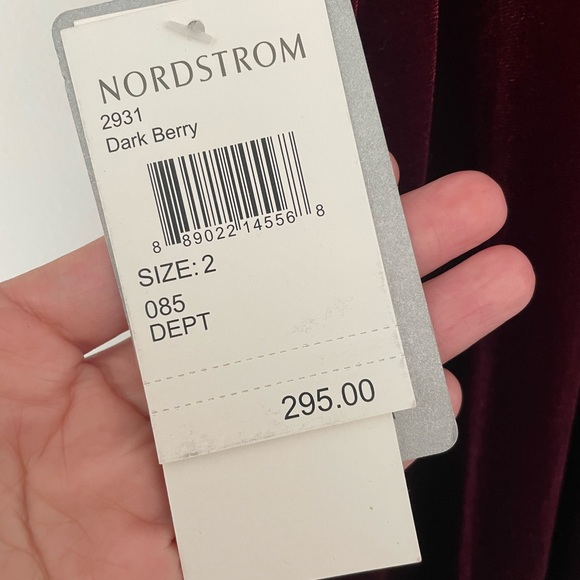 NORDSTROM
2931
Dark Berry
8 89022 14556 8
SIZE: 2
085
DEPT
295.00